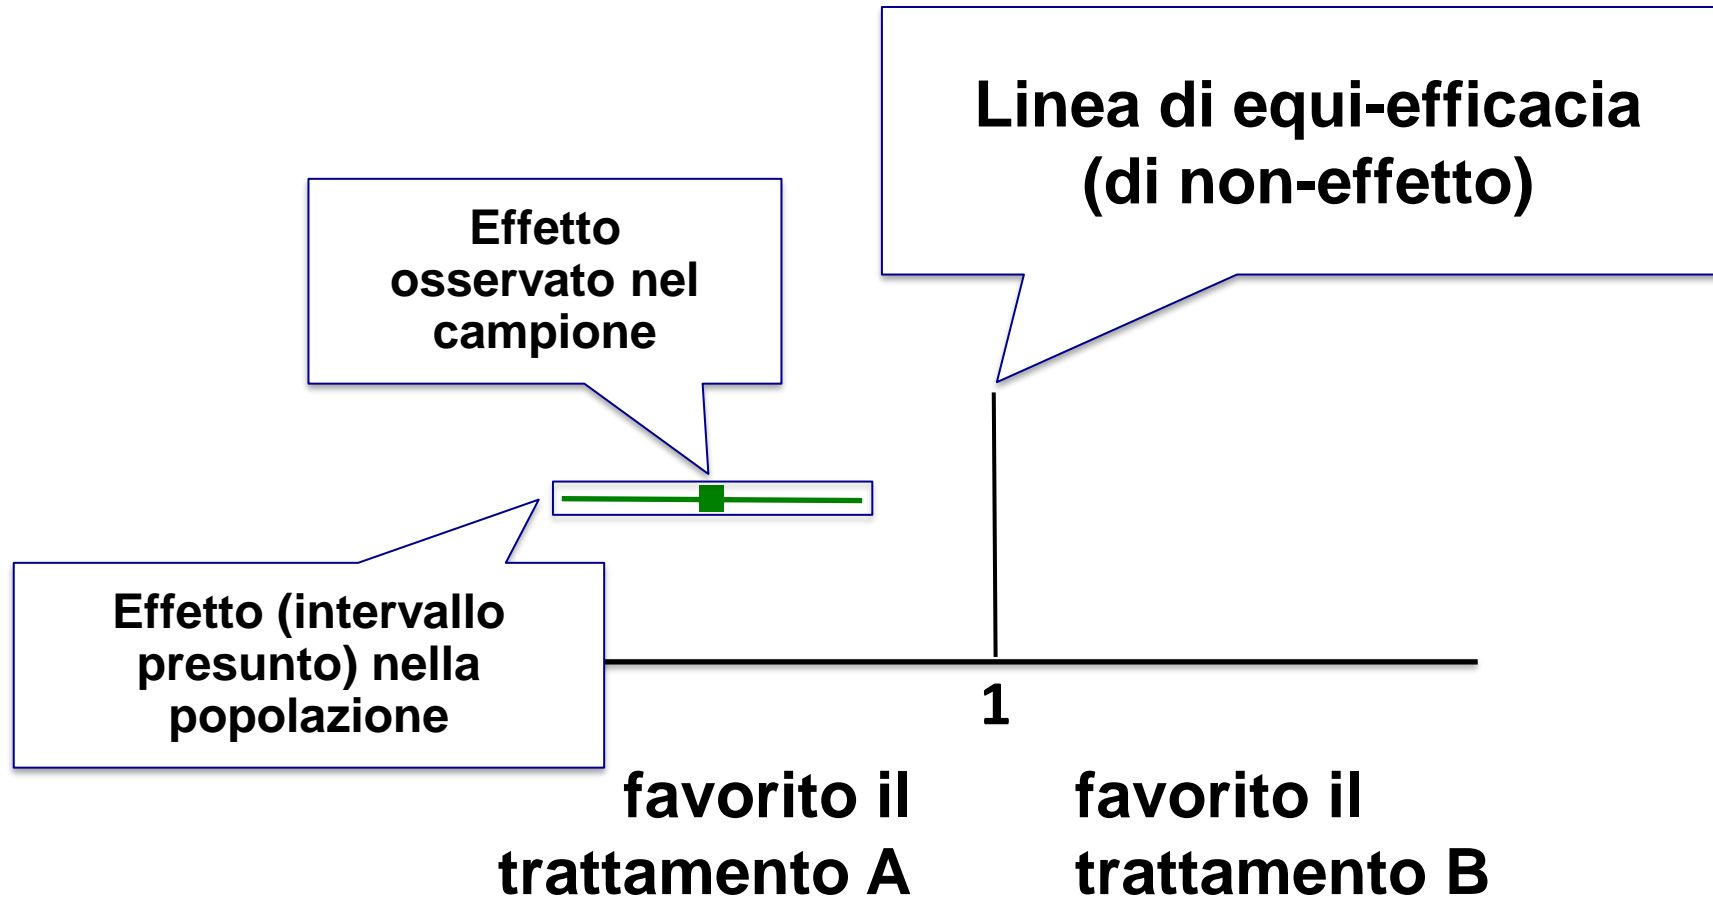 Linea di equi-efficacia
(di non-effetto)
Effetto
osservato nel
campione
Effetto (intervallo
presunto) nella
popolazione
1
favorito il
trattamento A
favorito il
trattamento B